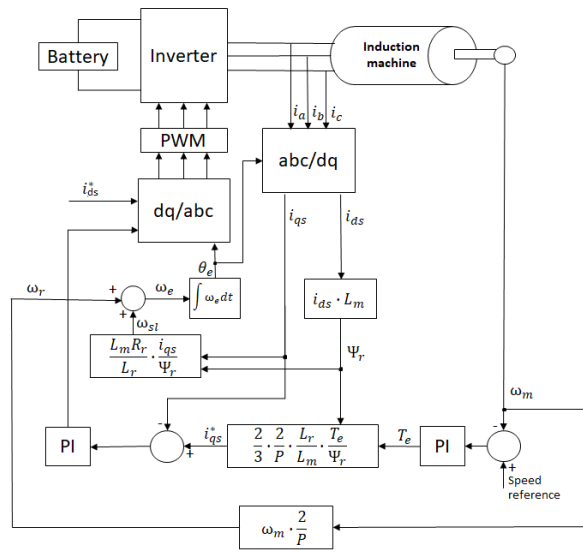 Battery
Inverter
Induction
machine
i_a i_b i_c
PWM
abc/dq
i*_ds
dq/abc
i_qs
i_ds
θ_e
ω_r
+
ω_e
∫ ω_e dt
i_ds · L_m
+
ω_sl
L_m R_r / L_r · i_qs / Ψ_r
Ψ_r
ω_m
-
-
PI
+
i*_qs
2/3 · 2/P · L_r/L_m · T_e/Ψ_r
T_e
PI
+
Speed
reference
ω_m · 2/P